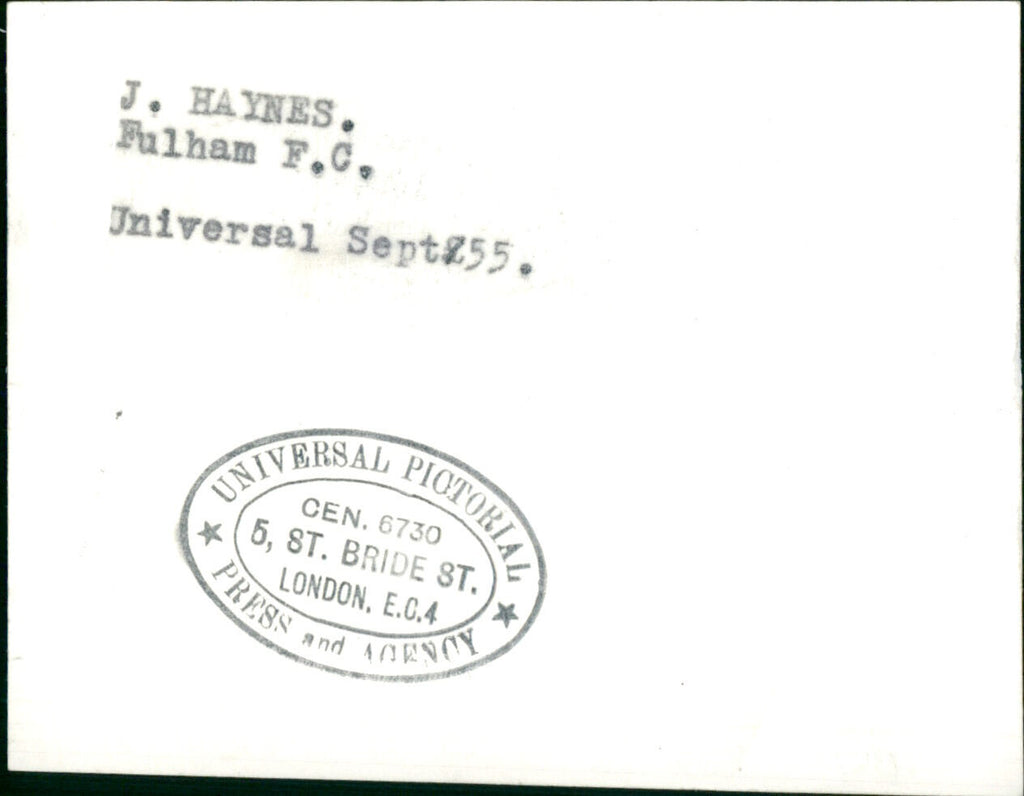 J. HAYNES.
Fulham F.C.
Universal Sept 55.
UNIVERSAL PICTORIAL
CEN. 6730
5, ST. BRIDE ST.
LONDON, E.C.4
PRESS and AGENCY